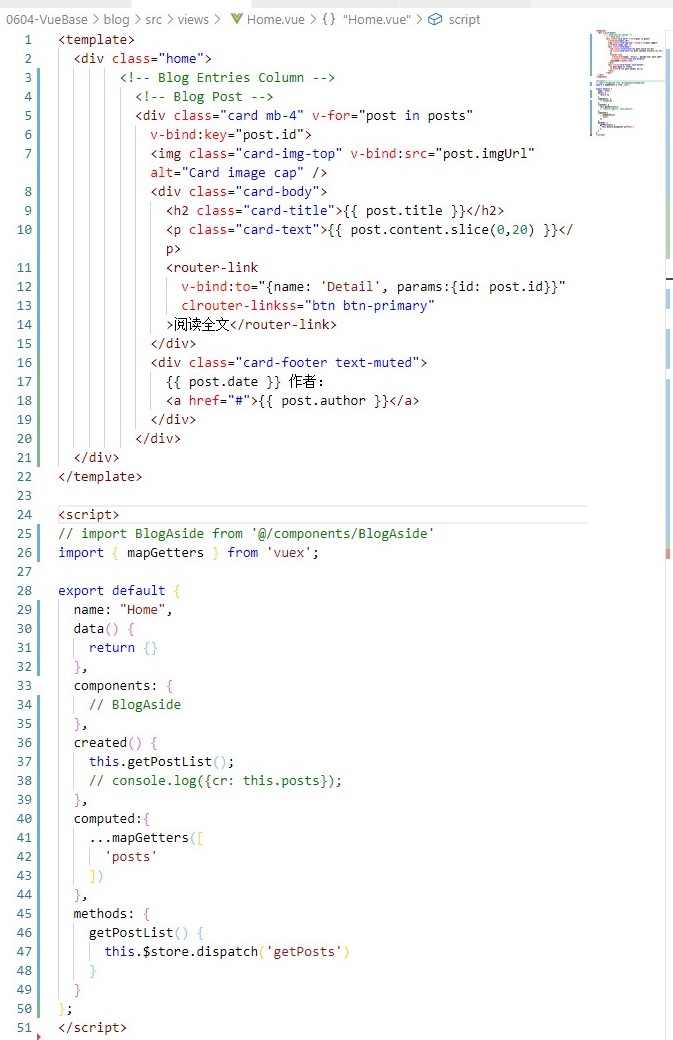 0604-VueBase > blog > src > views > Home.vue > {} "Home.vue" > script
1 <template>
2 <div class="home">
3 <!-- Blog Entries Column -->
4 <!-- Blog Post -->
5 <div class="card mb-4" v-for="post in posts"
6 v-bind:key="post.id">
7 <img class="card-img-top" v-bind:src="post.imgUrl"
alt="Card image cap" />
8 <div class="card-body">
9 <h2 class="card-title">{{ post.title }}</h2>
10 <p class="card-text">{{ post.content.slice(0,20) }}</
p>
11 <router-link
12 v-bind:to="{name: 'Detail', params:{id: post.id}}"
13 clrouter-linkss="btn btn-primary"
14 >阅读全文</router-link>
15 </div>
16 <div class="card-footer text-muted">
17 {{ post.date }} 作者:
18 <a href="#">{{ post.author }}</a>
19 </div>
20 </div>
21 </div>
22 </template>
23
24 <script>
25 // import BlogAside from '@/components/BlogAside'
26 import { mapGetters } from 'vuex';
27
28 export default {
29 name: "Home",
30 data() {
31 return {}
32 },
33 components: {
34 // BlogAside
35 },
36 created() {
37 this.getPostList();
38 // console.log({cr: this.posts});
39 },
40 computed:{
41 ...mapGetters([
42 'posts'
43 ])
44 },
45 methods: {
46 getPostList() {
47 this.$store.dispatch('getPosts')
48 }
49 }
50 };
51 </script>